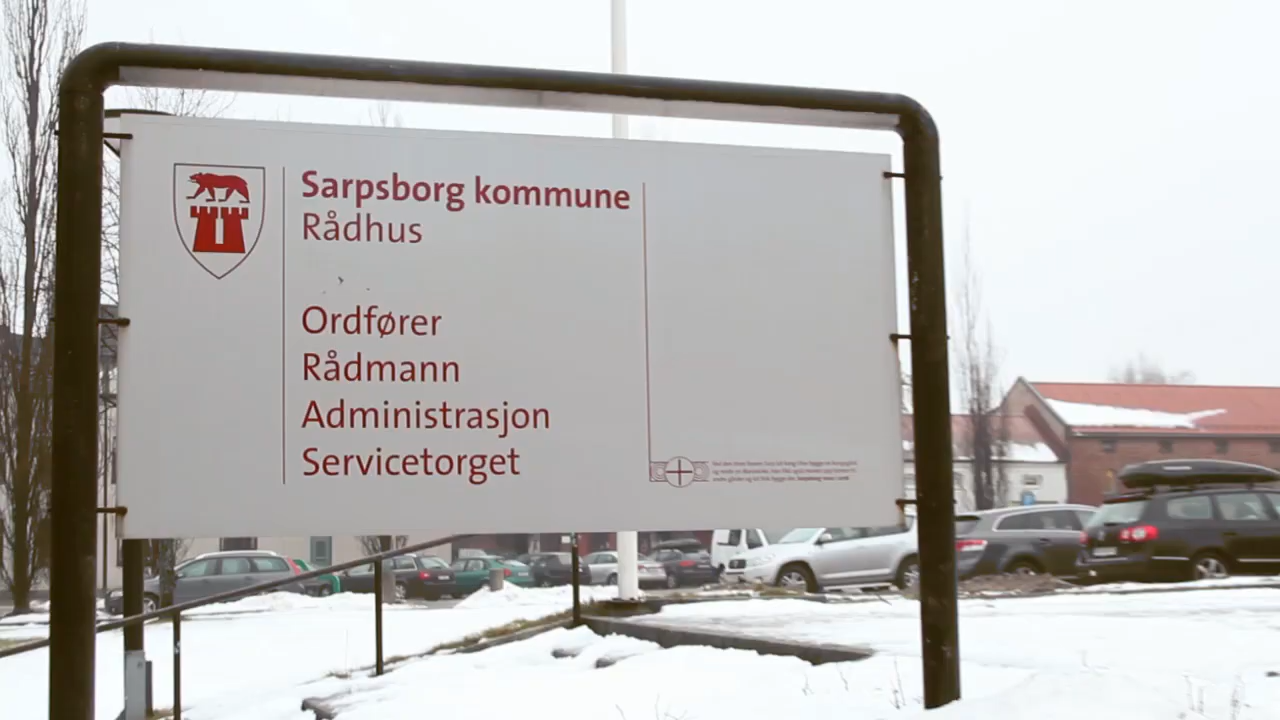 Sarpsborg kommune
Rådhus
Ordfører
Rådmann
Administrasjon
Servicetorget